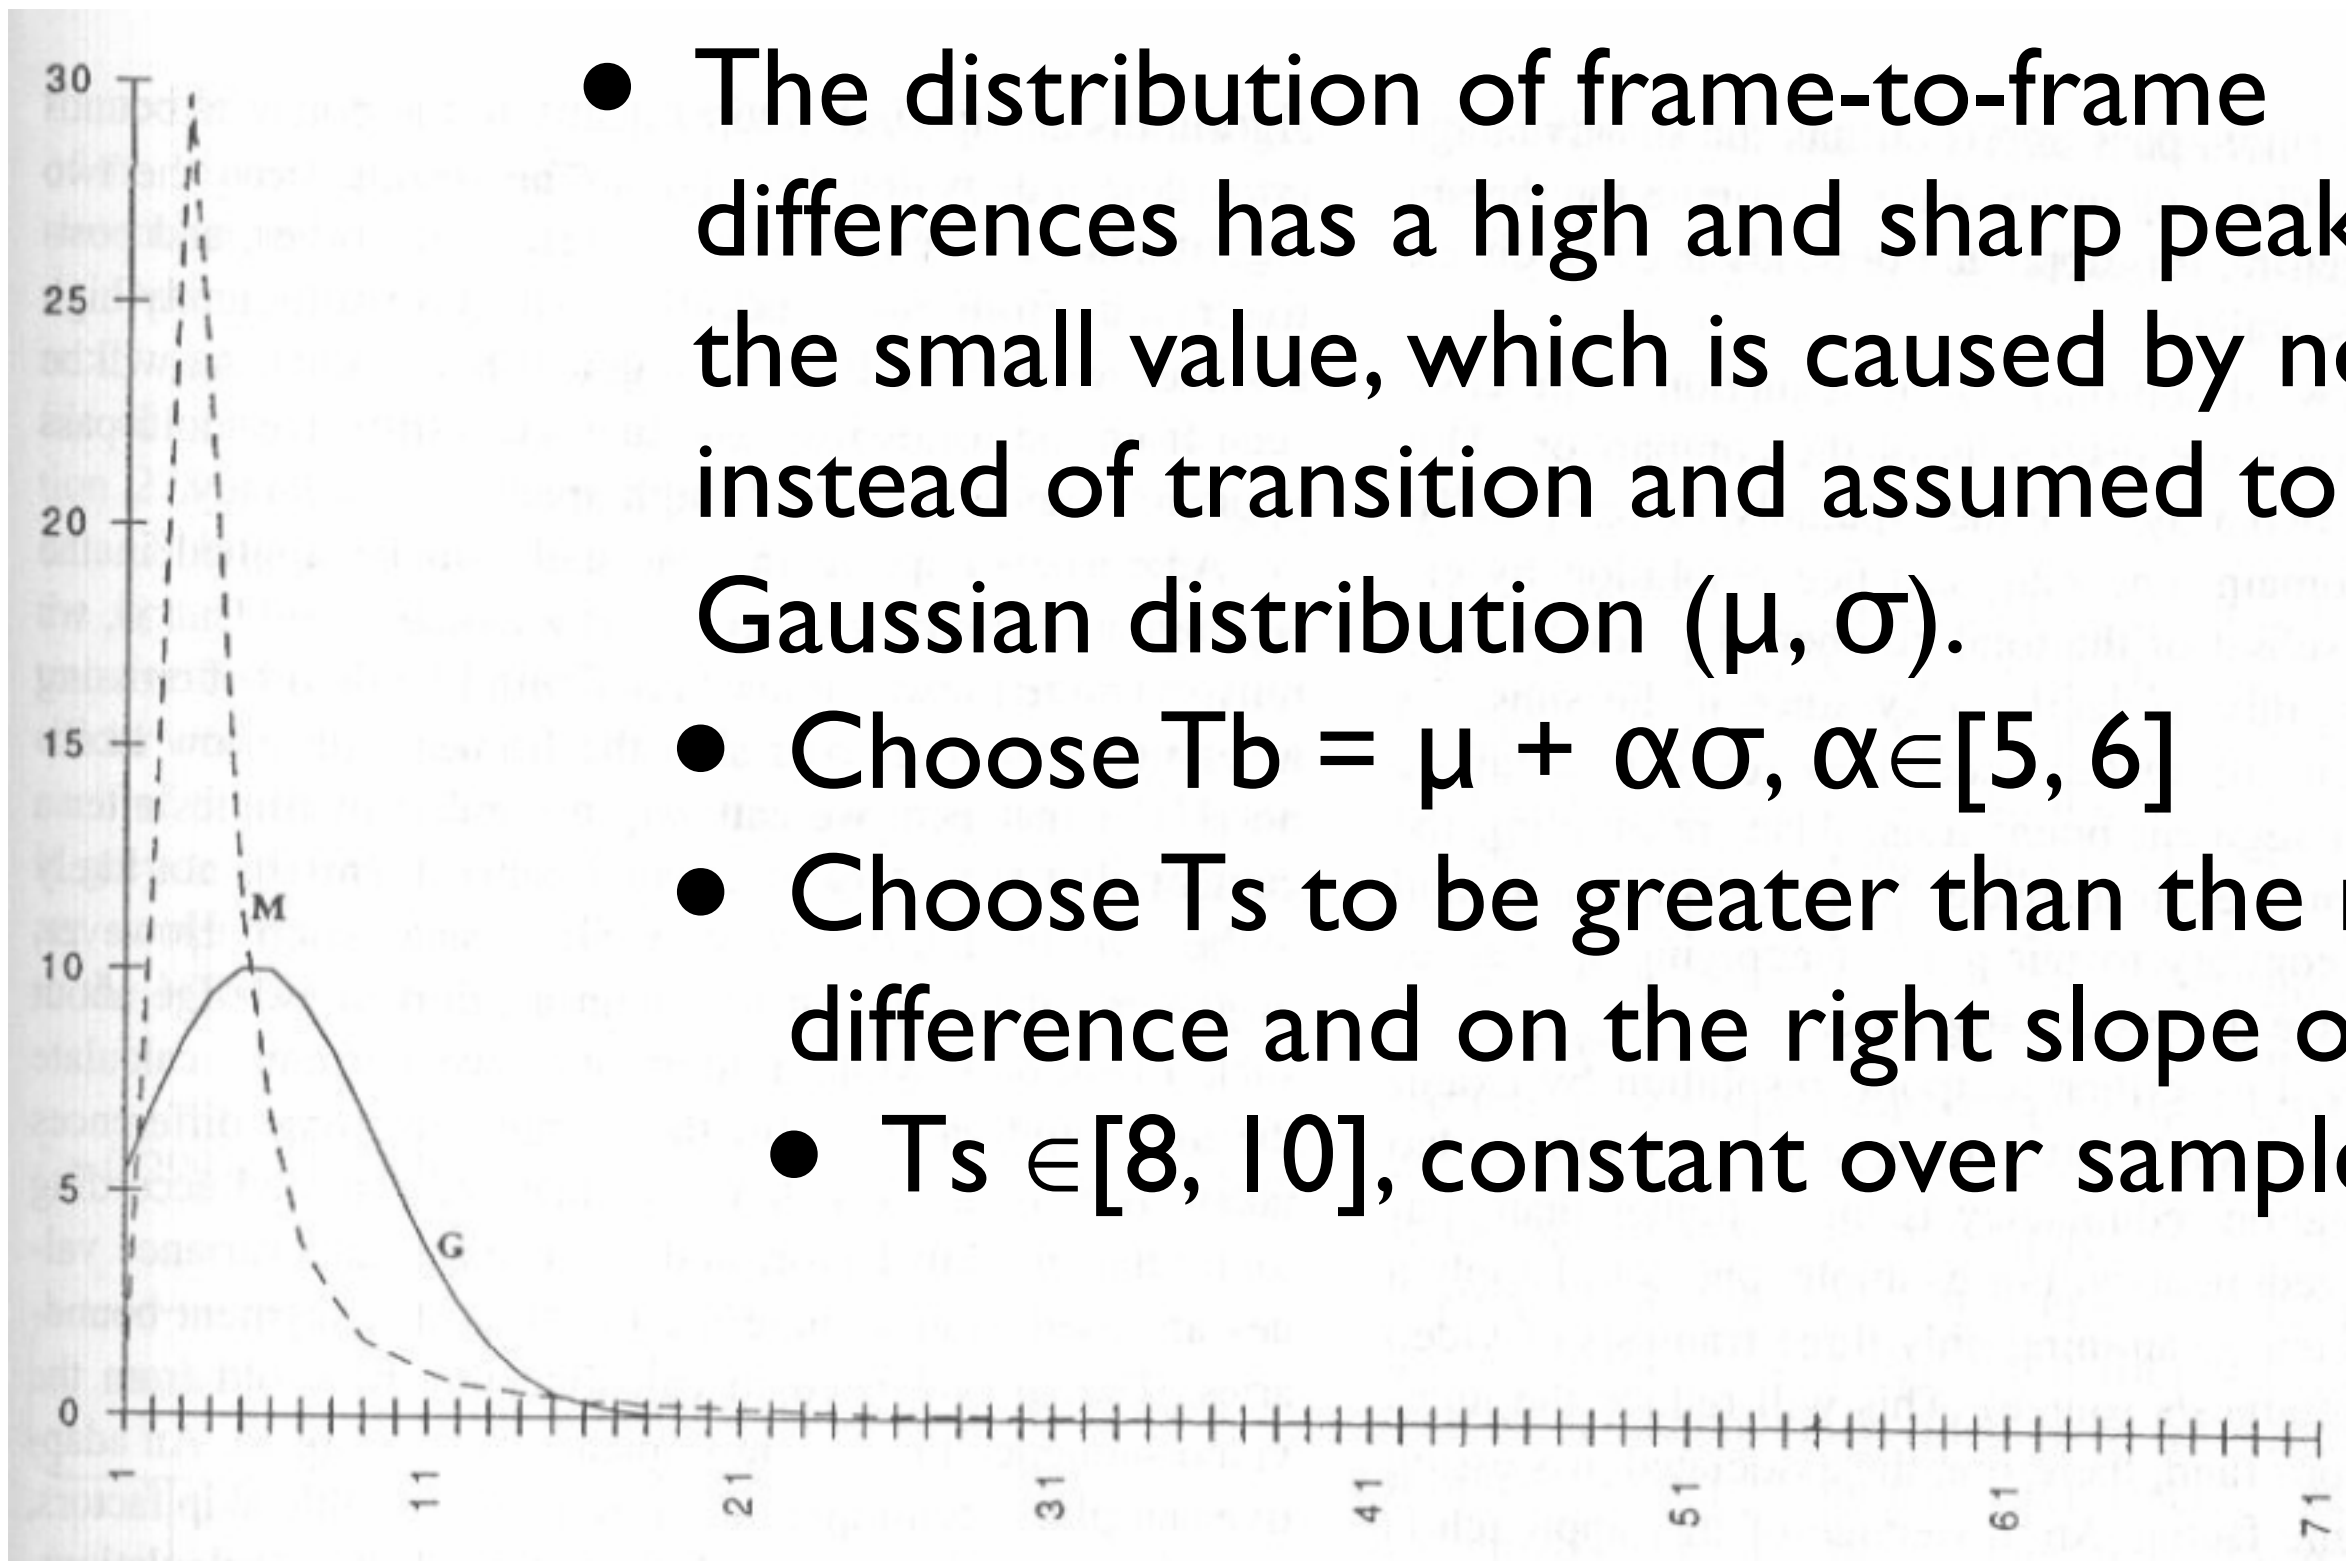 • The distribution of frame-to-frame
differences has a high and sharp peak
the small value, which is caused by
instead of transition and assumed to
Gaussian distribution (μ, σ).
• Choose Tb = μ + ασ, α∈[5, 6]
• Choose Ts to be greater than the
difference and on the right slope
• Ts ∈[8, 10], constant over
30
25
20
15
10
5
0
M
G
1
11
21
31
41
51
61
71